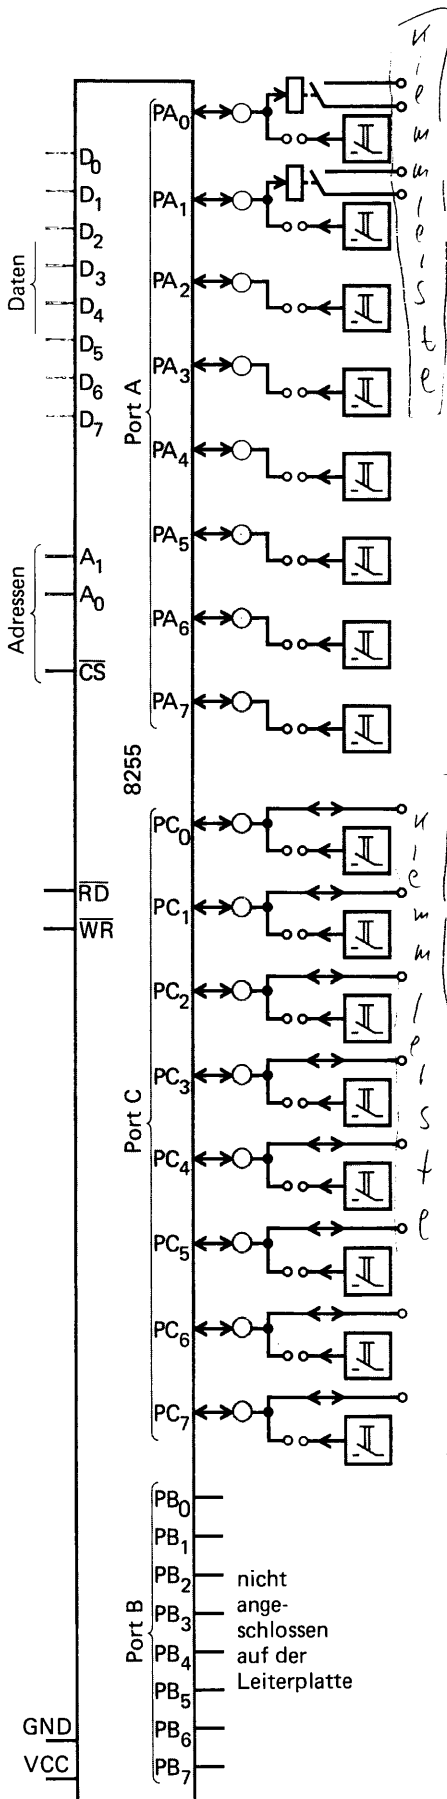 Klemmleiste
PA0
PA1
PA2
PA3
PA4
PA5
PA6
PA7
Port A
D0
D1
D2
D3
D4
D5
D6
D7
Daten
A1
A0
CS
Adressen
8255
RD
WR
PC0
PC1
PC2
PC3
PC4
PC5
PC6
PC7
Port C
Klemmleiste
PB0
PB1
PB2
PB3
PB4
PB5
PB6
PB7
Port B
nicht
ange-
schlossen
auf der
Leiterplatte
GND
VCC